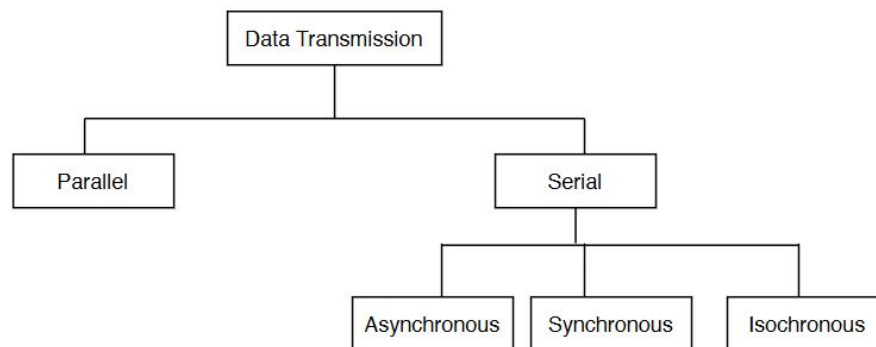 Data Transmission
Parallel
Serial
Asynchronous
Synchronous
Isochronous